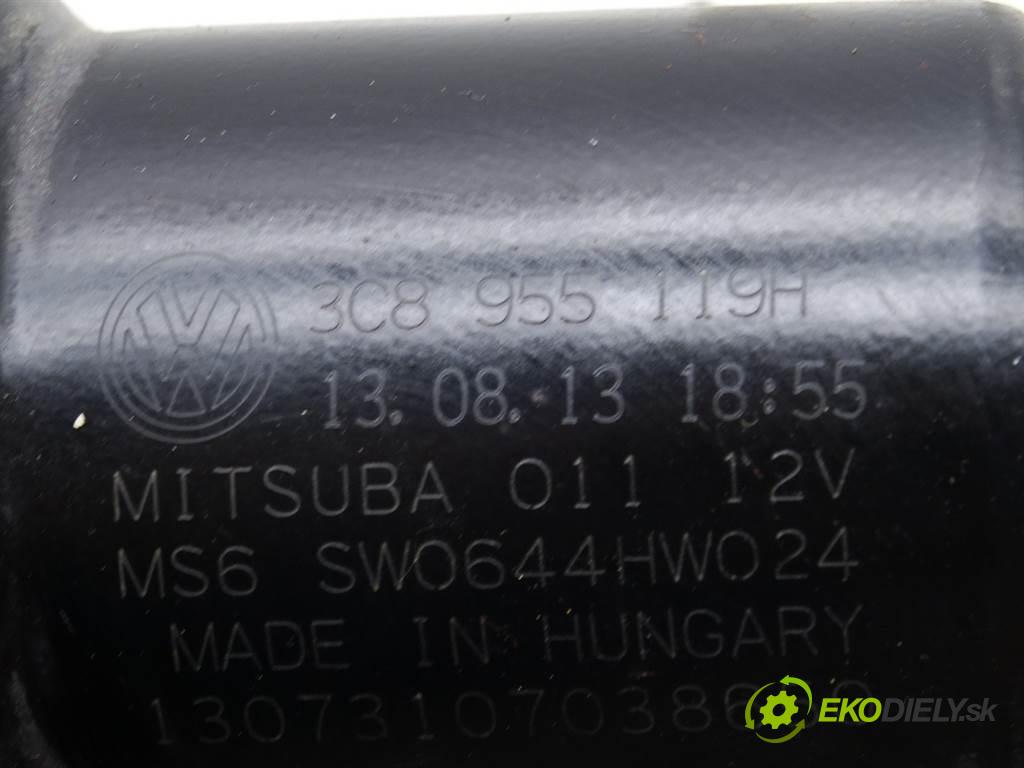 3C8 955 119H
13.08.13 18:55
MITSUBA 011 12V
MS6 SW0644HW024
MADE IN HUNGARY
EKODIELY.sk